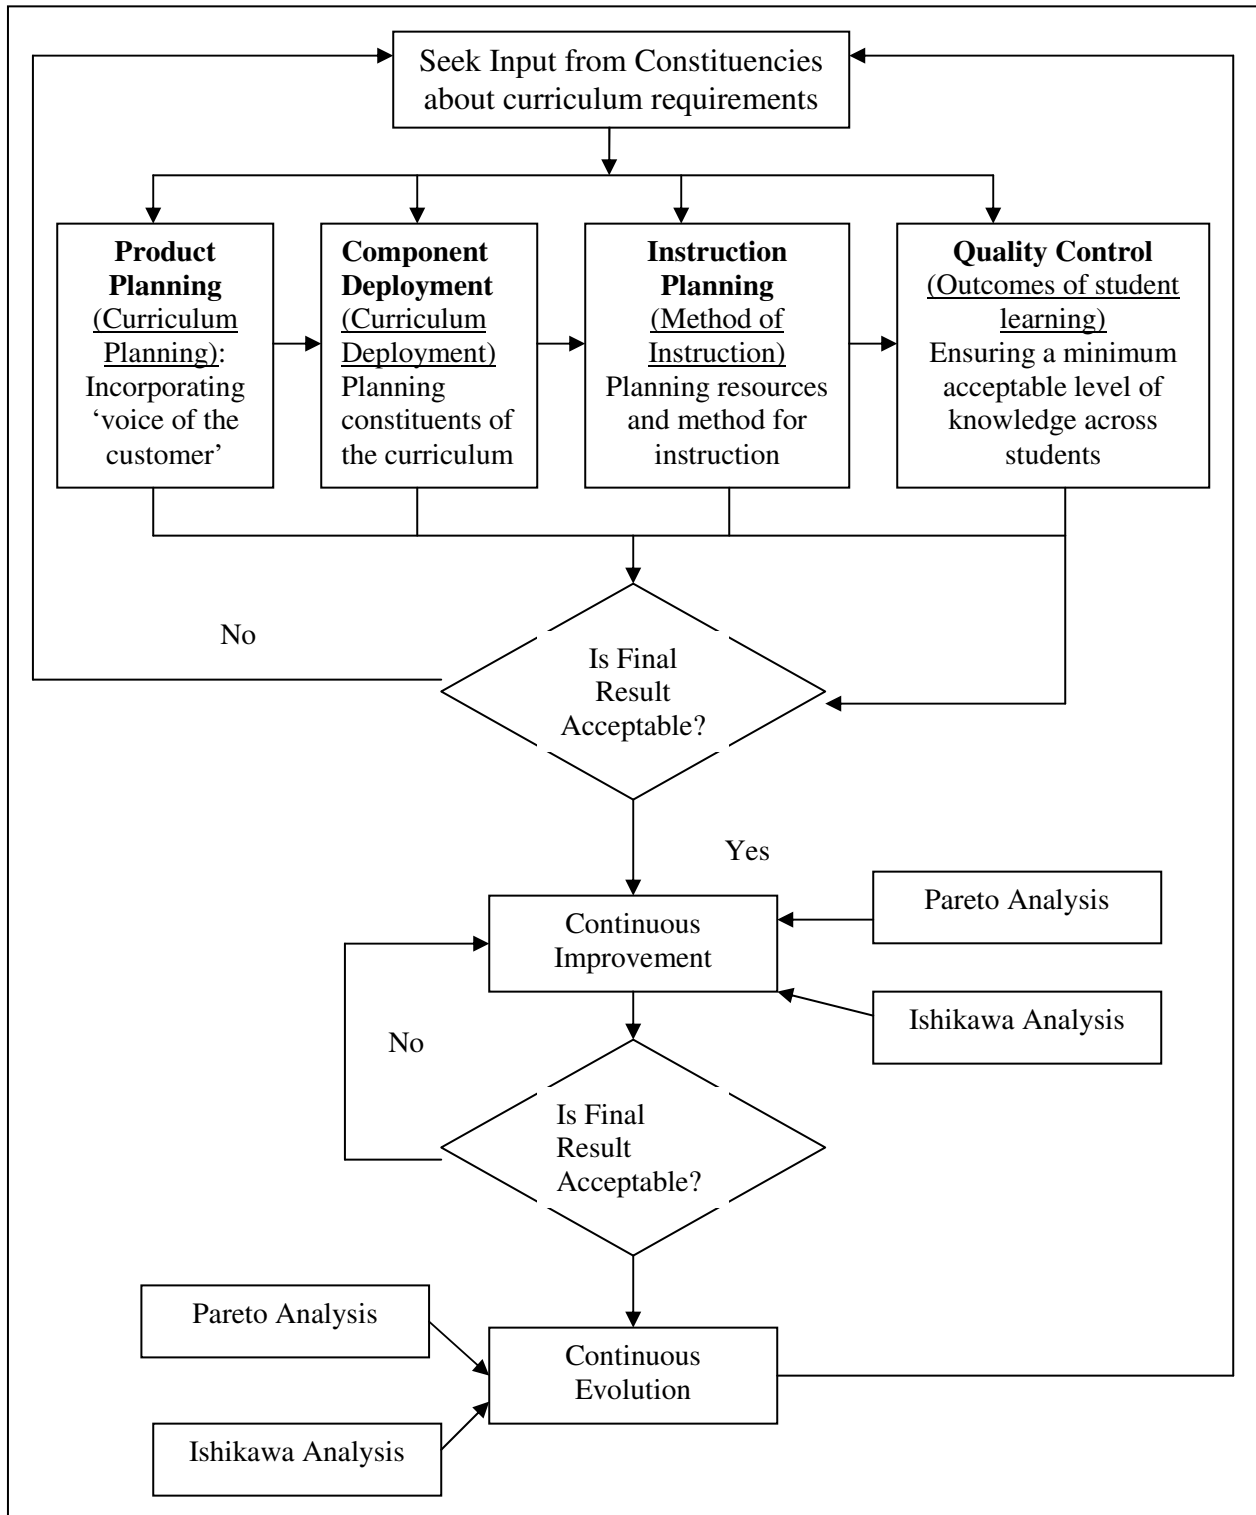 Seek Input from Constituencies
about curriculum requirements
Product
Planning
(Curriculum
Planning):
Incorporating
‘voice of the
customer’
Component
Deployment
(Curriculum
Deployment)
Planning
constituents of
the curriculum
Instruction
Planning
(Method of
Instruction)
Planning resources
and method for
instruction
Quality Control
(Outcomes of student
learning)
Ensuring a minimum
acceptable level of
knowledge across
students
No
Is Final
Result
Acceptable?
Yes
Continuous
Improvement
Pareto Analysis
Ishikawa Analysis
No
Is Final
Result
Acceptable?
Pareto Analysis
Continuous
Evolution
Ishikawa Analysis